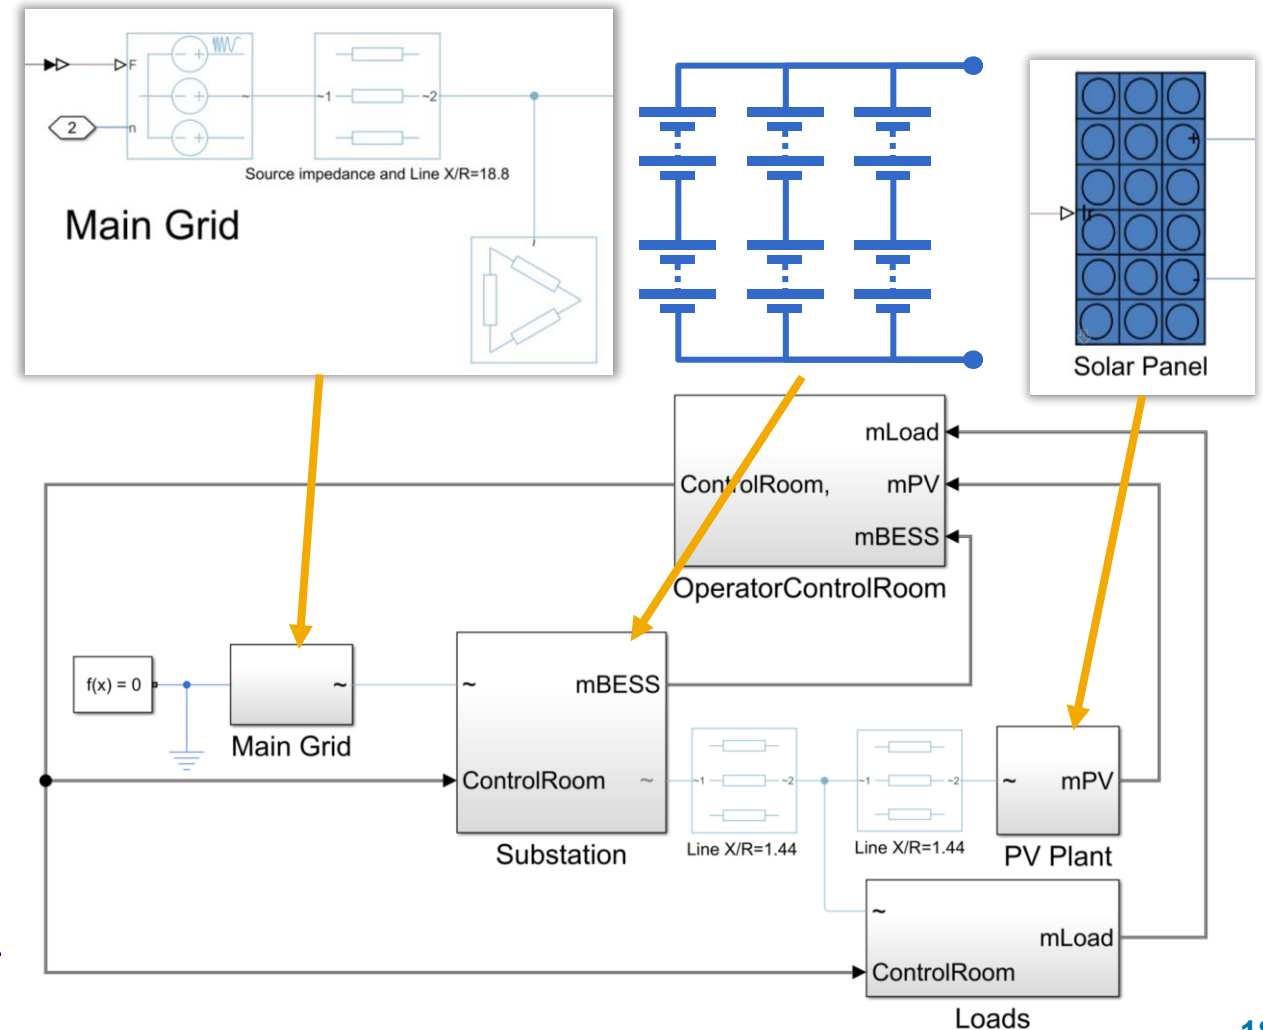 F
~
~1
~2
2
n
Source impedance and Line X/R=18.8
Main Grid
~
+
Ir
-
Solar Panel
mLoad
ControlRoom,
mPV
mBESS
OperatorControlRoom
f(x) = 0
~
Main Grid
~
mBESS
ControlRoom
~
Substation
~1
~2
Line X/R=1.44
~1
~2
Line X/R=1.44
~
mPV
PV Plant
~
mLoad
ControlRoom
Loads